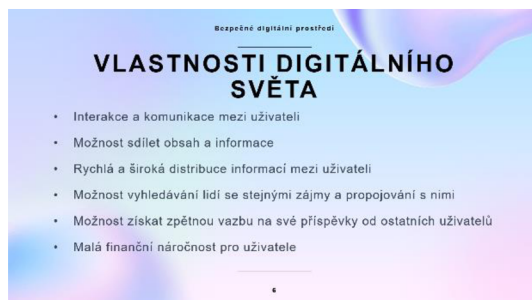 Bezpečné digitální prostředí
VLASTNOSTI DIGITÁLNÍHO
SVĚTA
• Interakce a komunikace mezi uživateli
• Možnost sdílet obsah a informace
• Rychlá a široká distribuce informací mezi uživateli
• Možnost vyhledávání lidí se stejnými zájmy a propojování s nimi
• Možnost získat zpětnou vazbu na své příspěvky od ostatních uživatelů
• Malá finanční náročnost pro uživatele
6